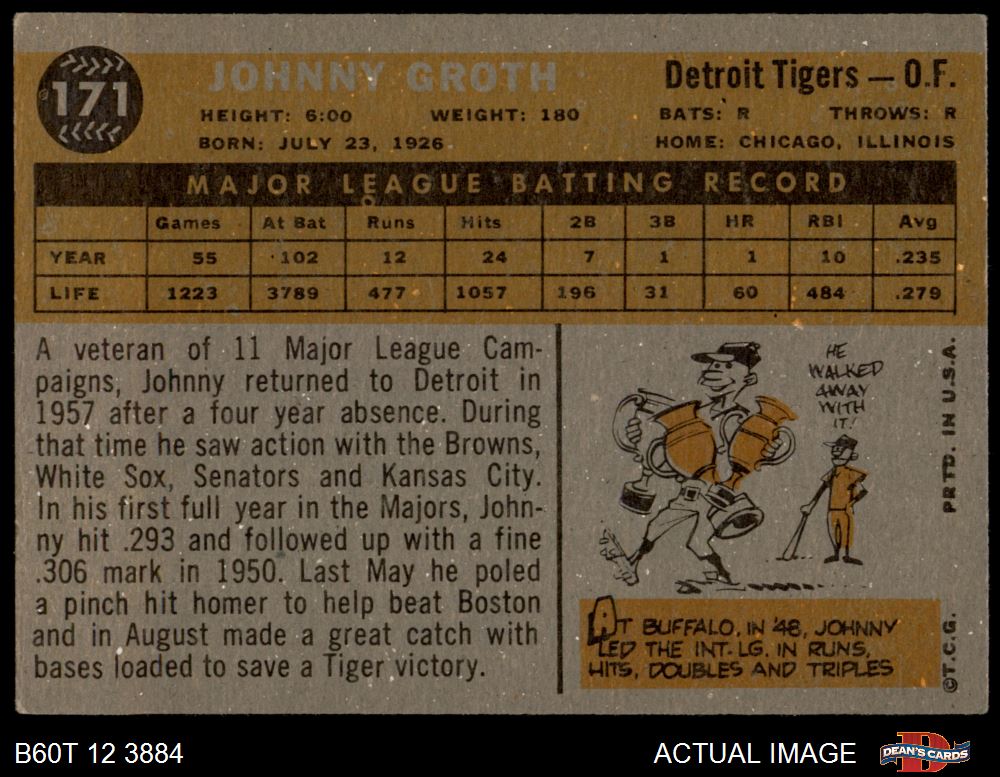 171
JOHNNY GROTH
Detroit Tigers — O.F.
HEIGHT: 6:00 WEIGHT: 180 BATS: R THROWS: R
BORN: JULY 23, 1926 HOME: CHICAGO, ILLINOIS
MAJOR LEAGUE BATTING RECORD
Games At Bat Runs Hits 2B 3B HR RBI Avg
YEAR 55 102 12 24 7 1 1 10 .235
LIFE 1223 3789 477 1057 196 31 60 484 .279
A veteran of 11 Major League Cam-
paigns, Johnny returned to Detroit in
1957 after a four year absence. During
that time he saw action with the Browns,
White Sox, Senators and Kansas City.
In his first full year in the Majors, John-
ny hit .293 and followed up with a fine
.306 mark in 1950. Last May he poled
a pinch hit homer to help beat Boston
and in August made a great catch with
bases loaded to save a Tiger victory.
HE
WALKED
AWAY
WITH
IT!
AT BUFFALO, IN '48, JOHNNY
LED THE INT. LG. IN RUNS,
HITS, DOUBLES AND TRIPLES
©T.C.G. PRTD. IN U.S.A.
B60T 12 3884
ACTUAL IMAGE
DEAN'S CARDS